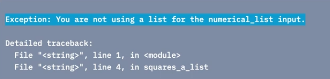 Exception: You are not using a list for the numerical_list input.
Detailed traceback:
File "<string>", line 1, in <module>
File "<string>", line 4, in squares_a_list